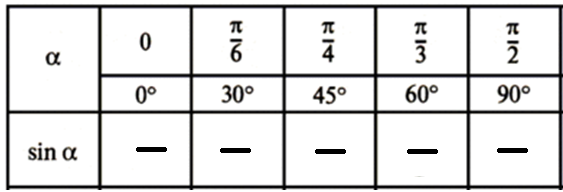 α 0 π/6 π/4 π/3 π/2
0° 30° 45° 60° 90°
sin α — — — — —